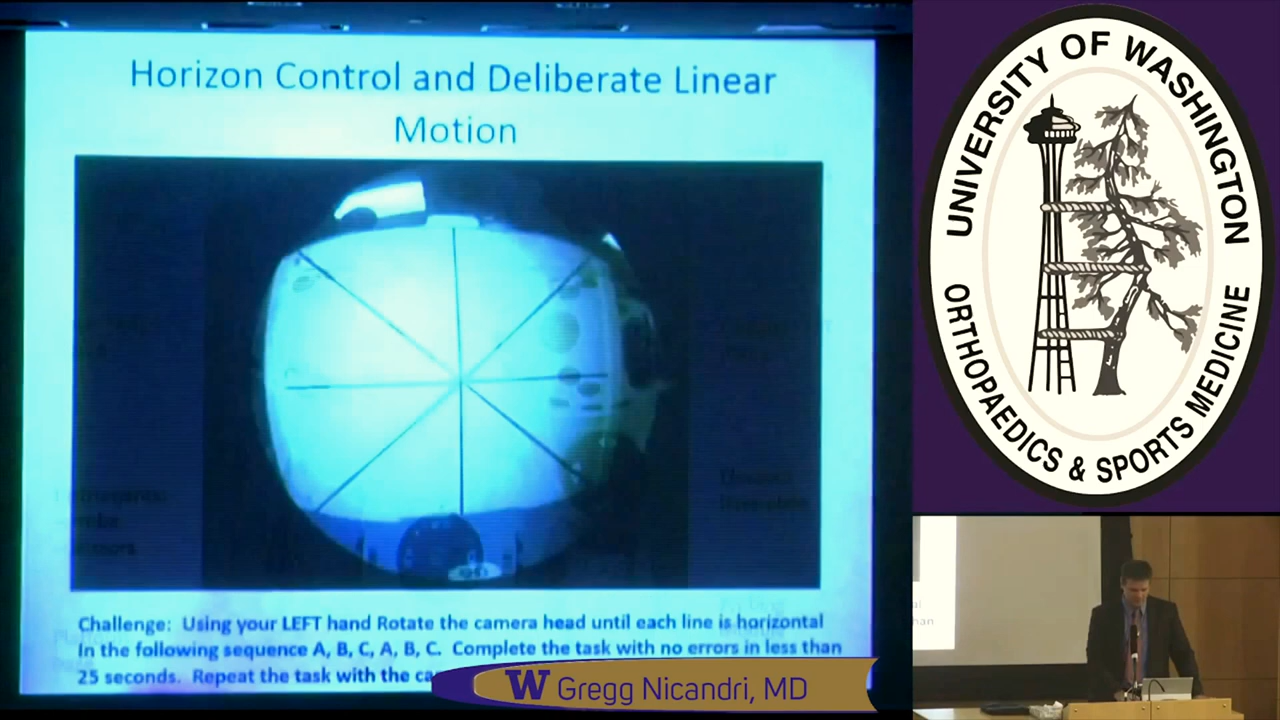 Horizon Control and Deliberate Linear
Motion
Challenge: Using your LEFT hand Rotate the camera head until each line is horizontal
In the following sequence A, B, C, A, B, C. Complete the task with no errors in less than
25 seconds. Repeat the task with the
W Gregg Nicandri, MD
UNIVERSITY OF WASHINGTON
ORTHOPAEDICS & SPORTS MEDICINE